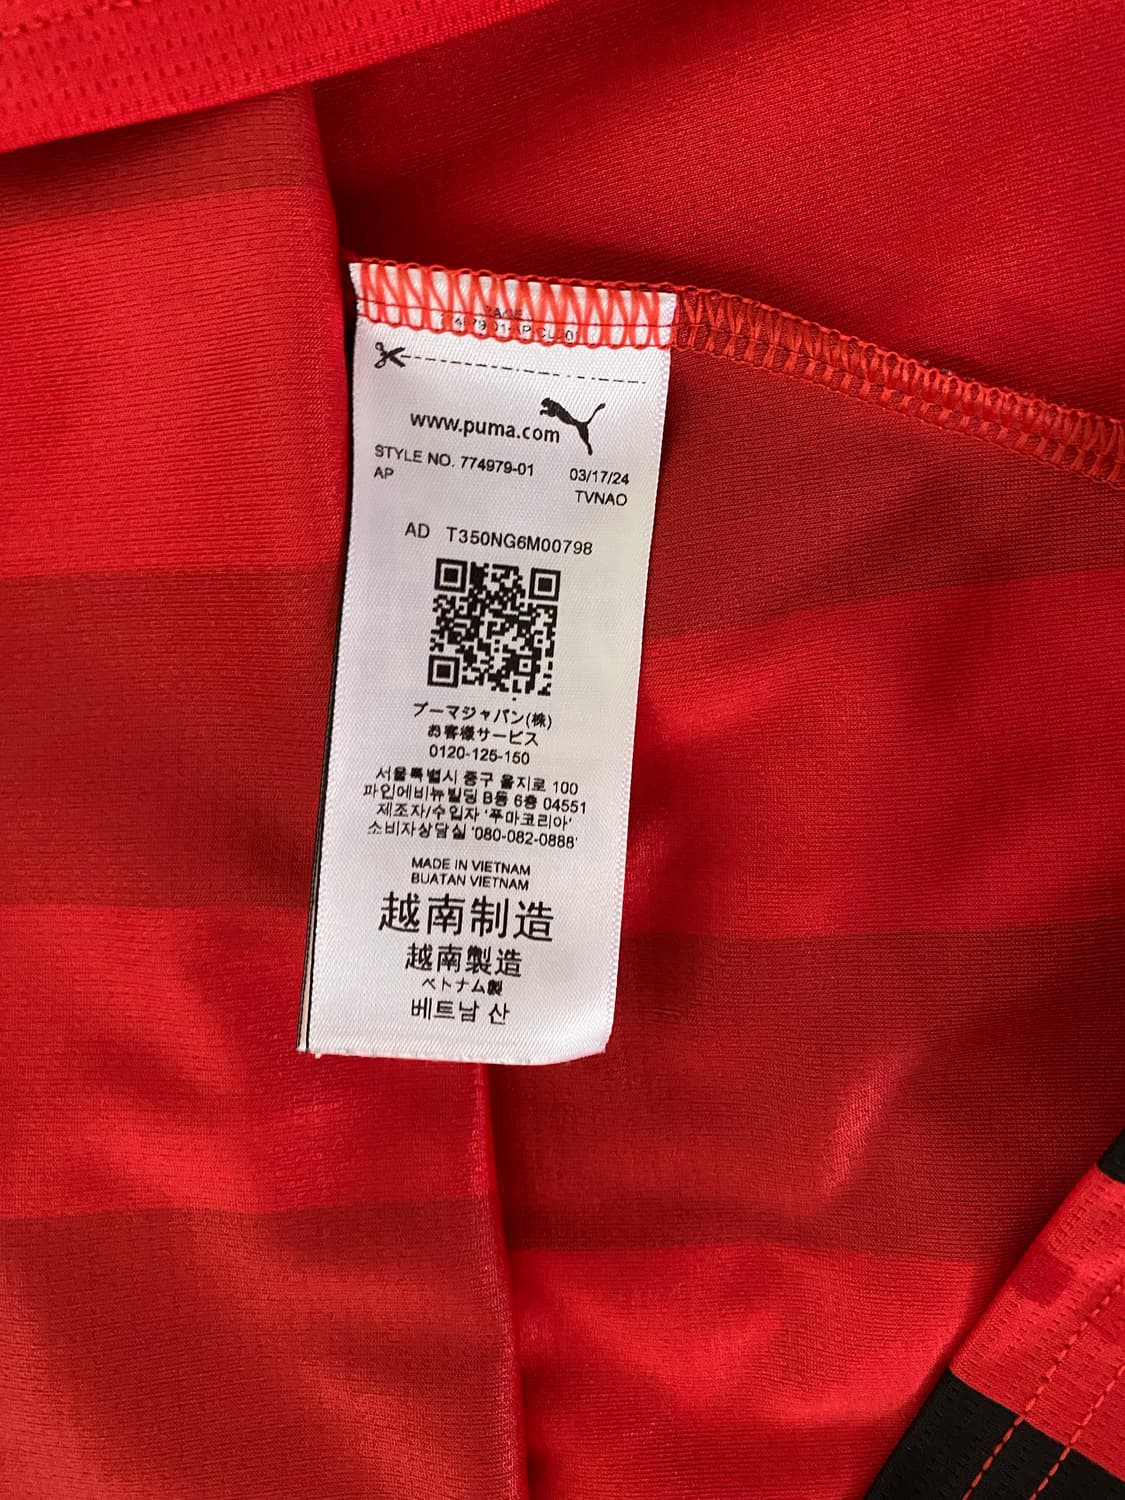 www.puma.com
STYLE NO. 774979-01 03/17/24
AP TVNAO
AD T350NG6M00798
プーマジャパン(株)
お客様サービス
0120-125-150
서울특별시 중구 을지로 100
파인에비뉴빌딩 B동 6층 04551
제조자/수입자 '푸마코리아'
소비자상담실 '080-082-0888'
MADE IN VIETNAM
BUATAN VIETNAM
越南制造
越南製造
ベトナム製
베트남 산